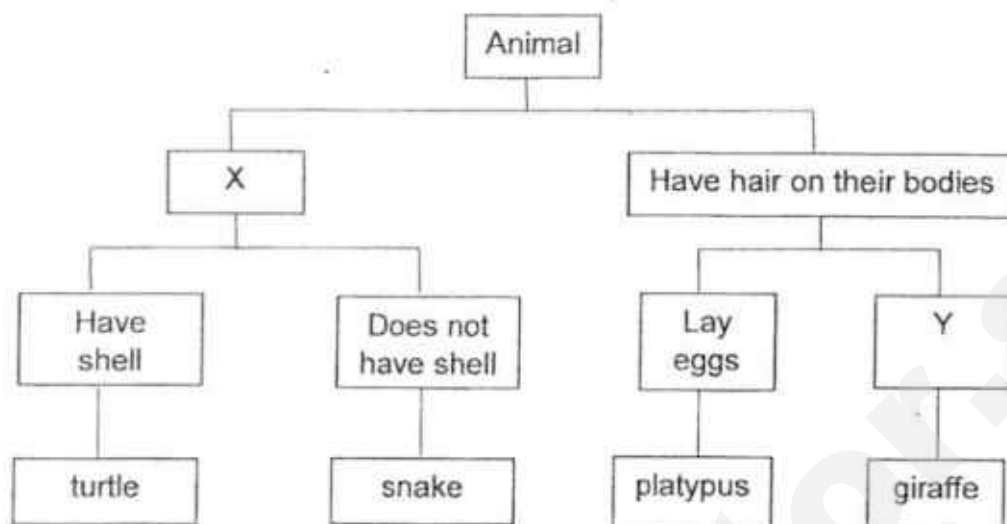 Animal
X
Have hair on their bodies
Have
shell
Does not
have shell
Lay
eggs
Y
turtle
snake
platypus
giraffe